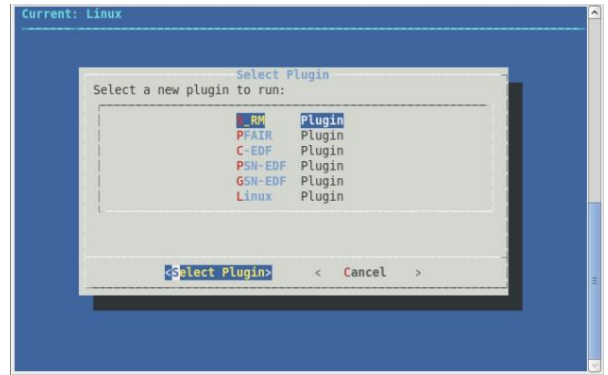 Current: Linux
Select Plugin
Select a new plugin to run:
_RM Plugin
PFAIR Plugin
C-EDF Plugin
PSN-EDF Plugin
GSN-EDF Plugin
Linux Plugin
<Select Plugin> < Cancel >